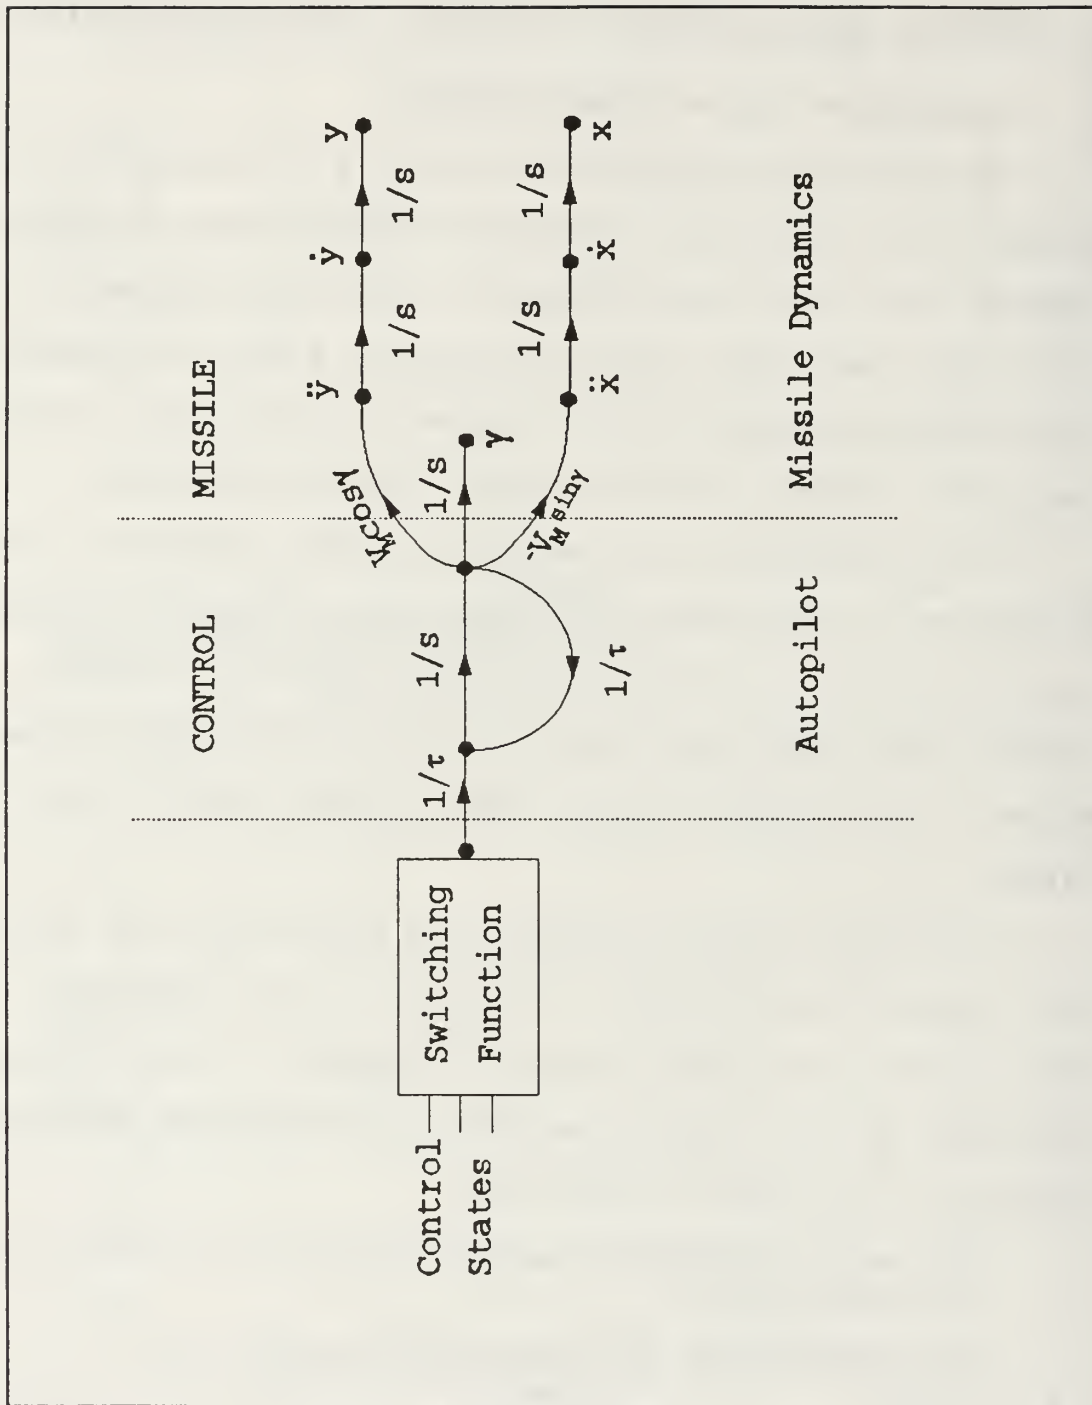 CONTROL
MISSILE
Control
States
Switching
Function
1/τ
1/s
1/τ
V_M cosγ
1/s
γ
-V_M sinγ
ÿ
1/s
ẏ
1/s
y
ẍ
1/s
ẋ
1/s
x
Autopilot
Missile Dynamics